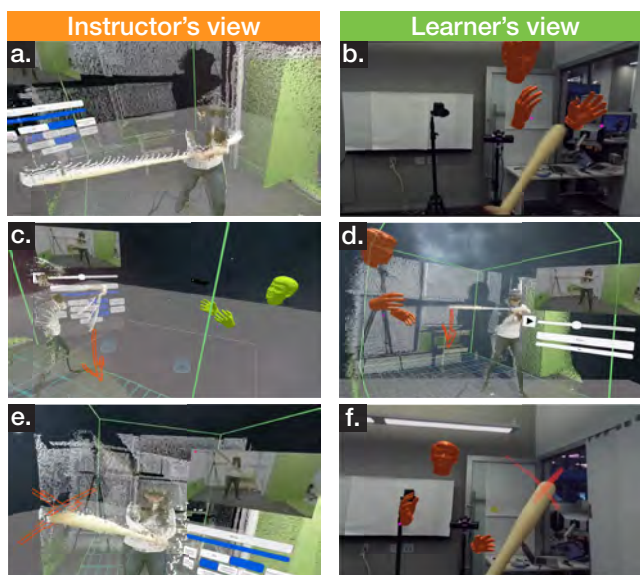 Instructor's view
Learner's view
a.
b.
c.
d.
e.
f.